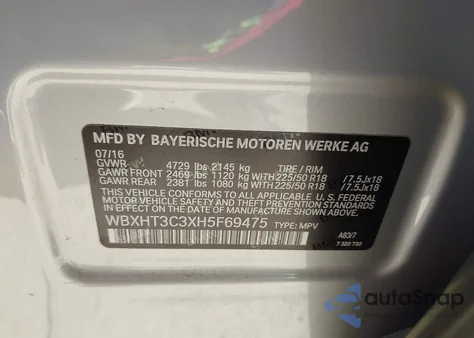 MFD BY BAYERISCHE MOTOREN WERKE AG
07/16
GVWR 4729 lbs 2145 kg TIRE / RIM
GAWR FRONT 2469 lbs 1120 kg WITH 225/50 R18 /7.5Jx18
GAWR REAR 2381 lbs 1080 kg WITH 225/50 R18 /7.5Jx18
THIS VEHICLE CONFORMS TO ALL APPLICABLE U.S. FEDERAL
MOTOR VEHICLE SAFETY, BUMPER, AND THEFT PREVENTION
STANDARDS IN EFFECT ON THE DATE OF MANUFACTURE
SHOWN ABOVE.
WBXHT3C3XH5F69475 TYPE: MPV
A83/7
autoSnap